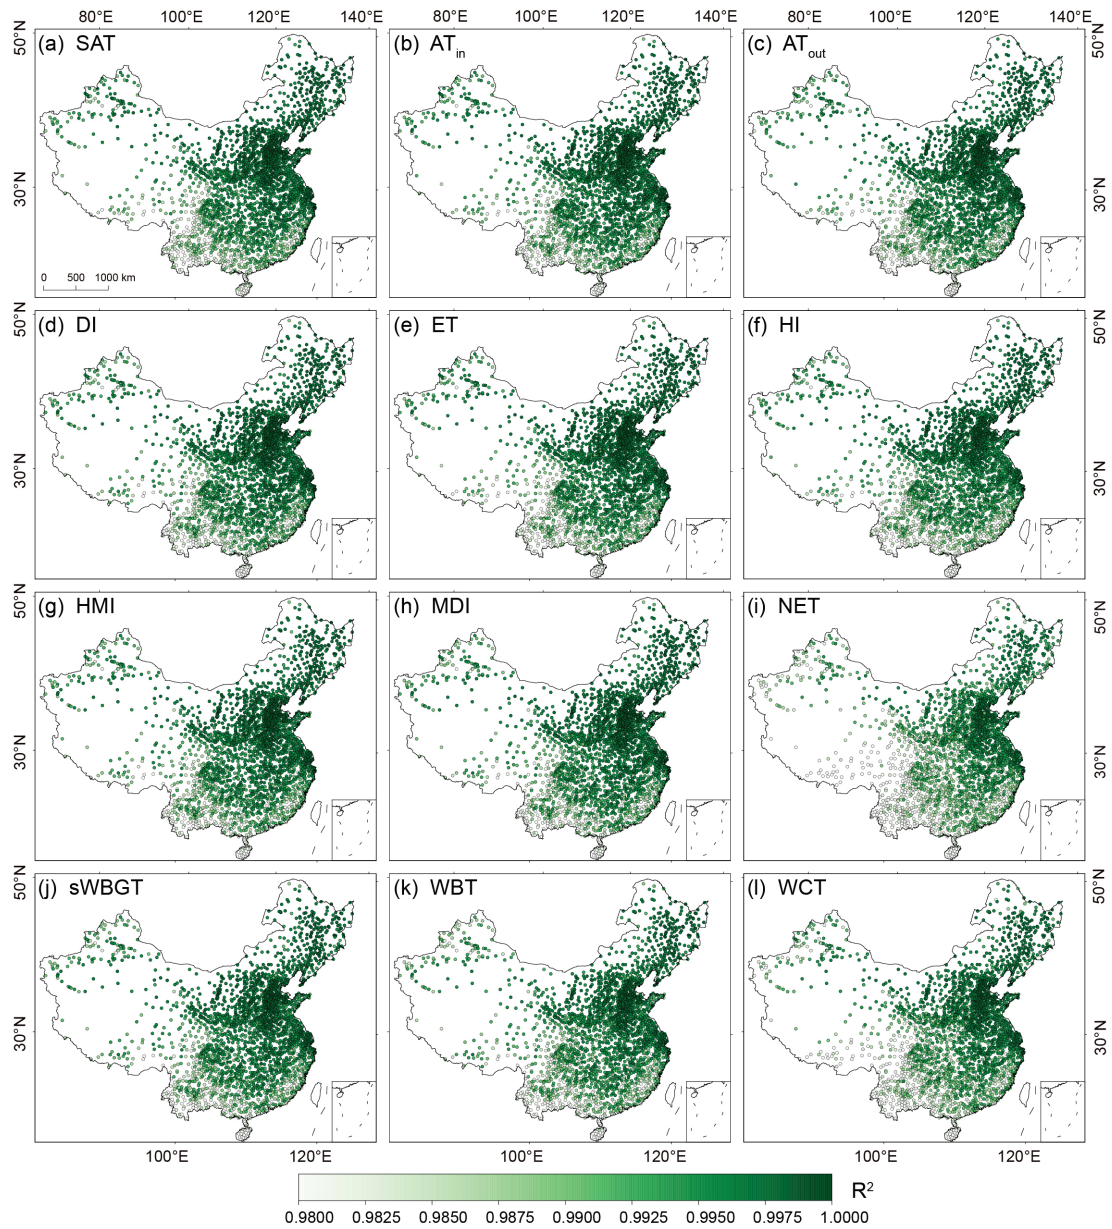 80°E 100°E 120°E 140°E 80°E 100°E 120°E 140°E 80°E 100°E 120°E 140°E
50°N (a) SAT (b) ATin (c) ATout 50°N
30°N 30°N
0 500 1000 km
50°N (d) DI (e) ET (f) HI 50°N
30°N 30°N
50°N (g) HMI (h) MDI (i) NET 50°N
30°N 30°N
50°N (j) sWBGT (k) WBT (l) WCT 50°N
30°N 30°N
100°E 120°E 100°E 120°E 100°E 120°E
R²
0.9800 0.9825 0.9850 0.9875 0.9900 0.9925 0.9950 0.9975 1.0000